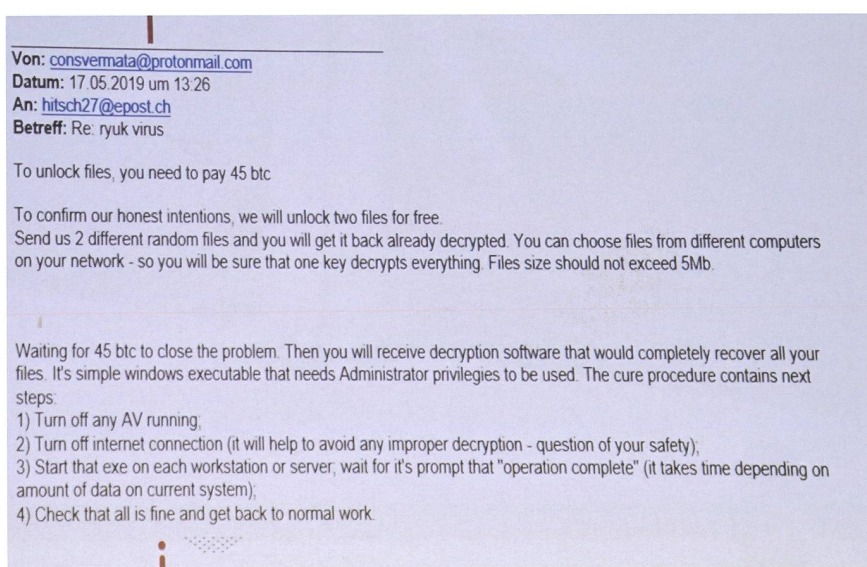 Von: consvermata@protonmail.com
Datum: 17.05.2019 um 13:26
An: hitsch27@epost.ch
Betreff: Re: ryuk virus
To unlock files, you need to pay 45 btc
To confirm our honest intentions, we will unlock two files for free.
Send us 2 different random files and you will get it back already decrypted. You can choose files from different computers
on your network - so you will be sure that one key decrypts everything. Files size should not exceed 5Mb.
Waiting for 45 btc to close the problem. Then you will receive decryption software that would completely recover all your
files. It's simple windows executable that needs Administrator privilegies to be used. The cure procedure contains next
steps:
1) Turn off any AV running;
2) Turn off internet connection (it will help to avoid any improper decryption - question of your safety);
3) Start that exe on each workstation or server, wait for it's prompt that "operation complete" (it takes time depending on
amount of data on current system);
4) Check that all is fine and get back to normal work.